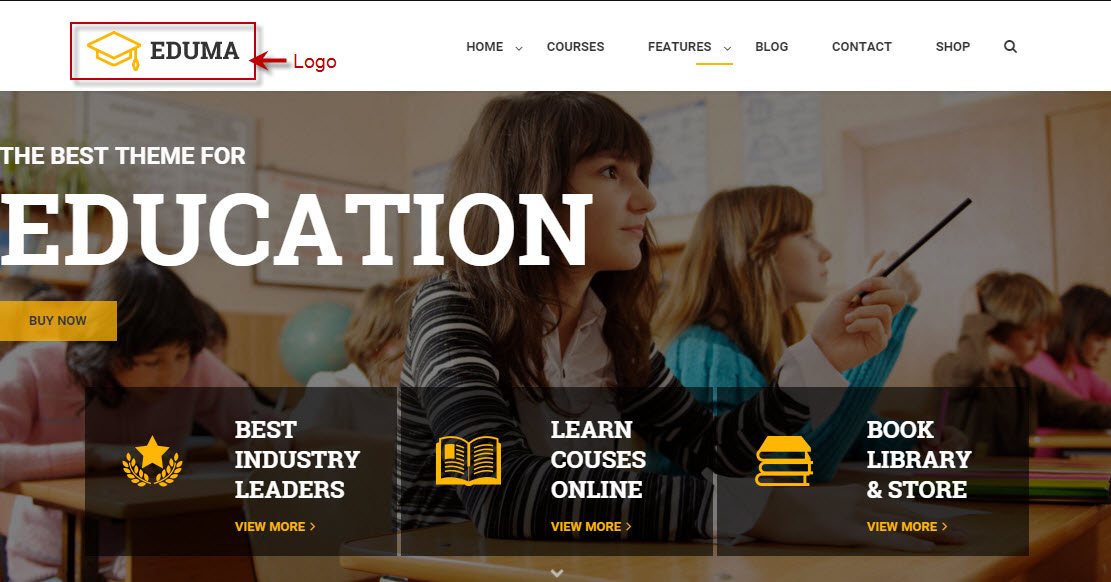 EDUMA
Logo
HOME COURSES FEATURES BLOG CONTACT SHOP
THE BEST THEME FOR
EDUCATION
BUY NOW
BEST
INDUSTRY
LEADERS
VIEW MORE
LEARN
COUSES
ONLINE
VIEW MORE
BOOK
LIBRARY
& STORE
VIEW MORE